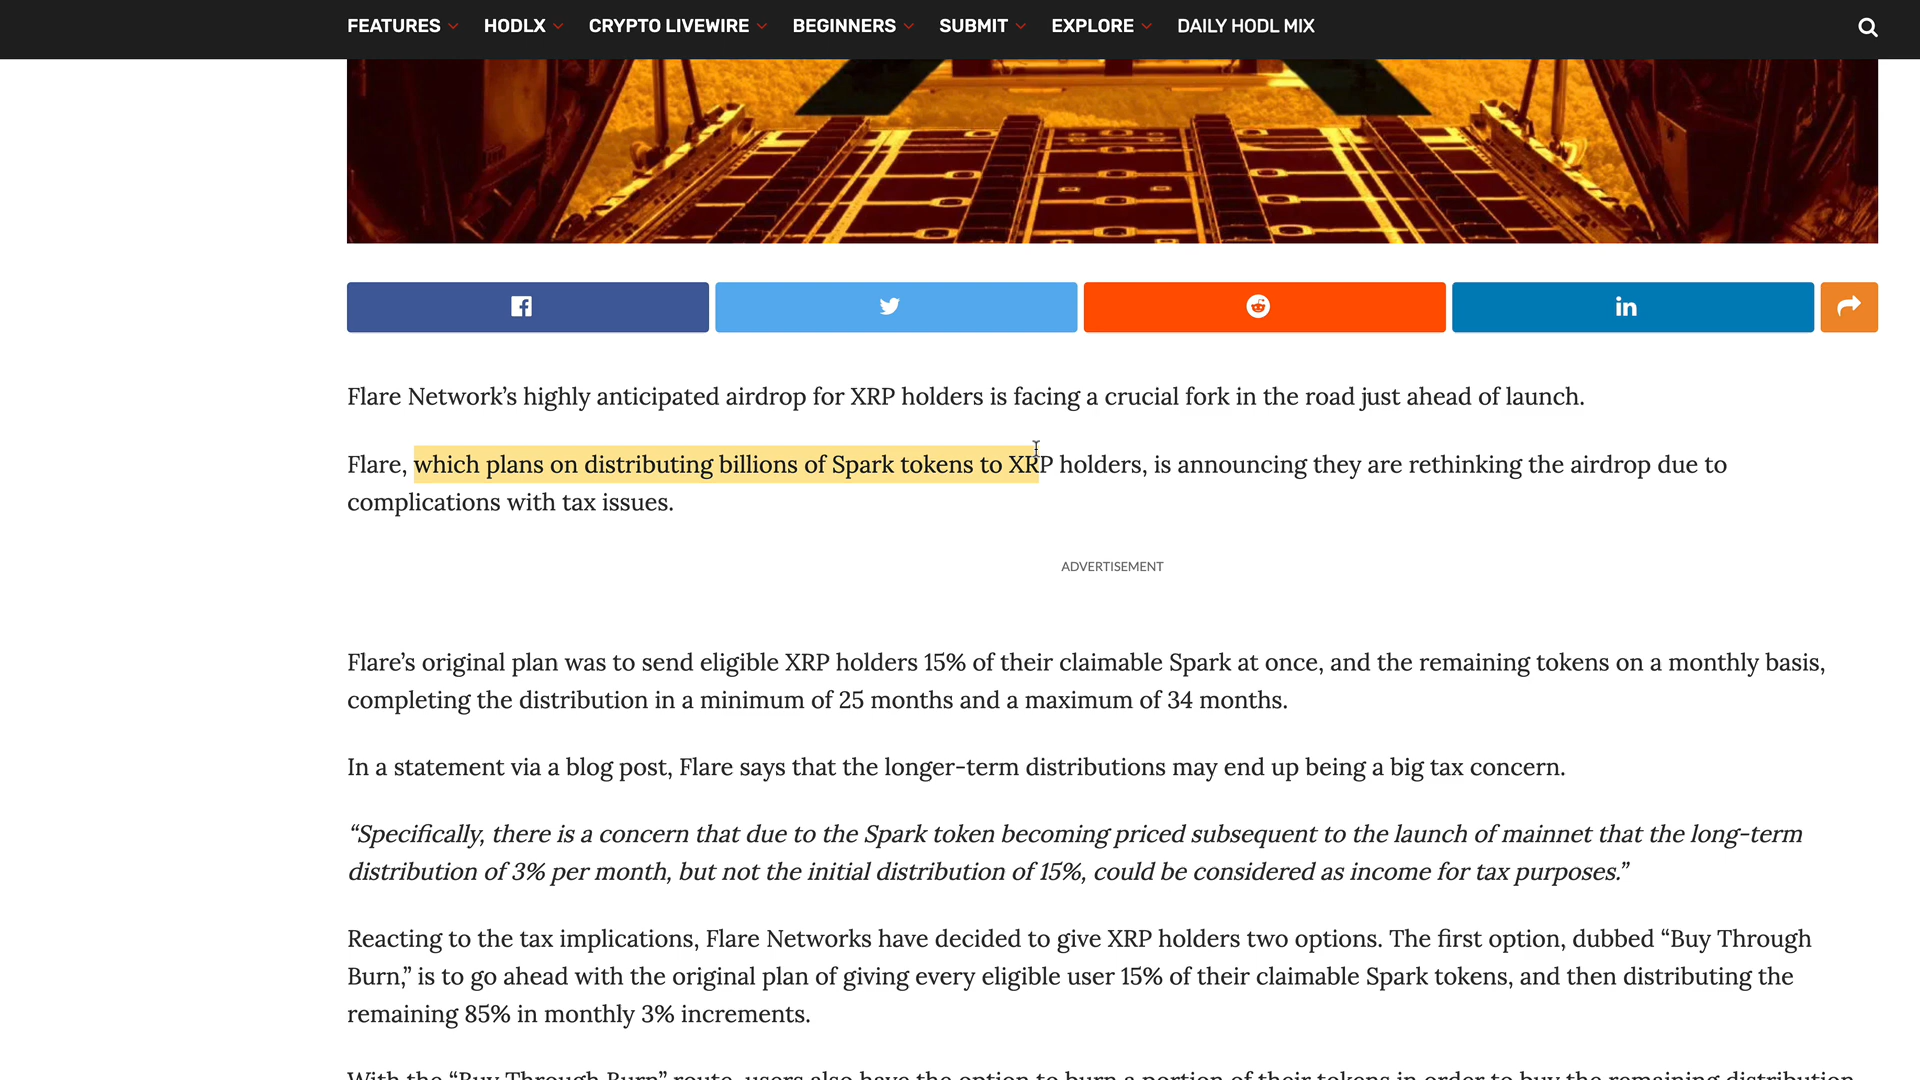 FEATURES HODLX CRYPTO LIVEWIRE BEGINNERS SUBMIT EXPLORE DAILY HODL MIX
Flare Network’s highly anticipated airdrop for XRP holders is facing a crucial fork in the road just ahead of launch.
Flare, which plans on distributing billions of Spark tokens to XRP holders, is announcing they are rethinking the airdrop due to
complications with tax issues.
ADVERTISEMENT
Flare’s original plan was to send eligible XRP holders 15% of their claimable Spark at once, and the remaining tokens on a monthly basis,
completing the distribution in a minimum of 25 months and a maximum of 34 months.
In a statement via a blog post, Flare says that the longer-term distributions may end up being a big tax concern.
“Specifically, there is a concern that due to the Spark token becoming priced subsequent to the launch of mainnet that the long-term
distribution of 3% per month, but not the initial distribution of 15%, could be considered as income for tax purposes.”
Reacting to the tax implications, Flare Networks have decided to give XRP holders two options. The first option, dubbed “Buy Through
Burn,” is to go ahead with the original plan of giving every eligible user 15% of their claimable Spark tokens, and then distributing the
remaining 85% in monthly 3% increments.
With the “Buy Through Burn” route, users also have the option to burn a portion of their tokens in order to buy the remaining distribution